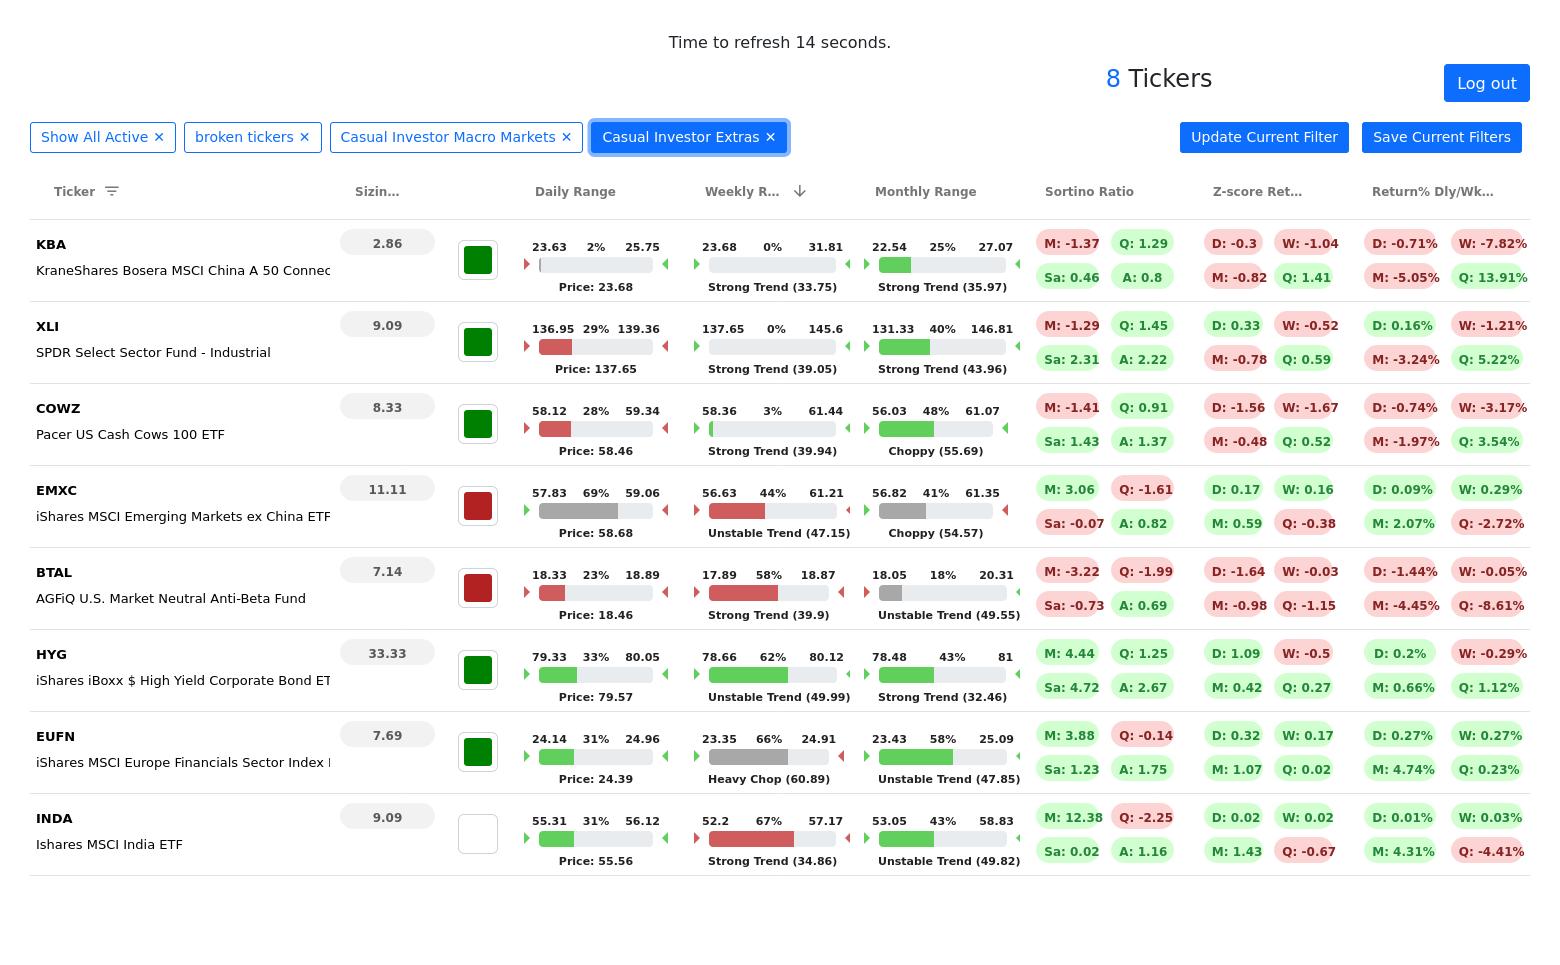 Time to refresh 14 seconds.
8 Tickers
Log out
Show All Active ✕ broken tickers ✕ Casual Investor Macro Markets ✕ Casual Investor Extras ✕ Update Current Filter Save Current Filters
Ticker Sizin… Daily Range Weekly R… Monthly Range Sortino Ratio Z-score Ret… Return% Dly/Wk…
KBA 2.86 23.63 2% 25.75 23.68 0% 31.81 22.54 25% 27.07 M: -1.37 Q: 1.29 D: -0.3 W: -1.04 D: -0.71% W: -7.82%
KraneShares Bosera MSCI China A 50 Connec Price: 23.68 Strong Trend (33.75) Strong Trend (35.97) Sa: 0.46 A: 0.8 M: -0.82 Q: 1.41 M: -5.05% Q: 13.91%
XLI 9.09 136.95 29% 139.36 137.65 0% 145.6 131.33 40% 146.81 M: -1.29 Q: 1.45 D: 0.33 W: -0.52 D: 0.16% W: -1.21%
SPDR Select Sector Fund - Industrial Price: 137.65 Strong Trend (39.05) Strong Trend (43.96) Sa: 2.31 A: 2.22 M: -0.78 Q: 0.59 M: -3.24% Q: 5.22%
COWZ 8.33 58.12 28% 59.34 58.36 3% 61.44 56.03 48% 61.07 M: -1.41 Q: 0.91 D: -1.56 W: -1.67 D: -0.74% W: -3.17%
Pacer US Cash Cows 100 ETF Price: 58.46 Strong Trend (39.94) Choppy (55.69) Sa: 1.43 A: 1.37 M: -0.48 Q: 0.52 M: -1.97% Q: 3.54%
EMXC 11.11 57.83 69% 59.06 56.63 44% 61.21 56.82 41% 61.35 M: 3.06 Q: -1.61 D: 0.17 W: 0.16 D: 0.09% W: 0.29%
iShares MSCI Emerging Markets ex China ETF Price: 58.68 Unstable Trend (47.15) Choppy (54.57) Sa: -0.07 A: 0.82 M: 0.59 Q: -0.38 M: 2.07% Q: -2.72%
BTAL 7.14 18.33 23% 18.89 17.89 58% 18.87 18.05 18% 20.31 M: -3.22 Q: -1.99 D: -1.64 W: -0.03 D: -1.44% W: -0.05%
AGFiQ U.S. Market Neutral Anti-Beta Fund Price: 18.46 Strong Trend (39.9) Unstable Trend (49.55) Sa: -0.73 A: 0.69 M: -0.98 Q: -1.15 M: -4.45% Q: -8.61%
HYG 33.33 79.33 33% 80.05 78.66 62% 80.12 78.48 43% 81 M: 4.44 Q: 1.25 D: 1.09 W: -0.5 D: 0.2% W: -0.29%
iShares iBoxx $ High Yield Corporate Bond ET Price: 79.57 Unstable Trend (49.99) Strong Trend (32.46) Sa: 4.72 A: 2.67 M: 0.42 Q: 0.27 M: 0.66% Q: 1.12%
EUFN 7.69 24.14 31% 24.96 23.35 66% 24.91 23.43 58% 25.09 M: 3.88 Q: -0.14 D: 0.32 W: 0.17 D: 0.27% W: 0.27%
iShares MSCI Europe Financials Sector Index Price: 24.39 Heavy Chop (60.89) Unstable Trend (47.85) Sa: 1.23 A: 1.75 M: 1.07 Q: 0.02 M: 4.74% Q: 0.23%
INDA 9.09 55.31 31% 56.12 52.2 67% 57.17 53.05 43% 58.83 M: 12.38 Q: -2.25 D: 0.02 W: 0.02 D: 0.01% W: 0.03%
Ishares MSCI India ETF Price: 55.56 Strong Trend (34.86) Unstable Trend (49.82) Sa: 0.02 A: 1.16 M: 1.43 Q: -0.67 M: 4.31% Q: -4.41%